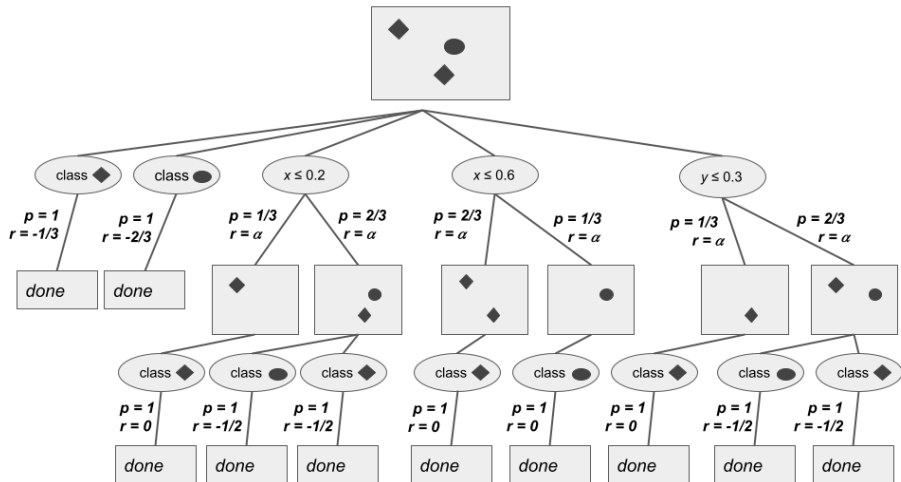 class
class
x ≤ 0.2
x ≤ 0.6
y ≤ 0.3
p = 1
r = -1/3
p = 1
r = -2/3
p = 1/3
r = α
p = 2/3
r = α
p = 2/3
r = α
p = 1/3
r = α
p = 1/3
r = α
p = 2/3
r = α
done
done
class
class
class
class
class
class
class
class
p = 1
r = 0
p = 1
r = -1/2
p = 1
r = -1/2
p = 1
r = 0
p = 1
r = 0
p = 1
r = 0
p = 1
r = -1/2
p = 1
r = -1/2
done
done
done
done
done
done
done
done